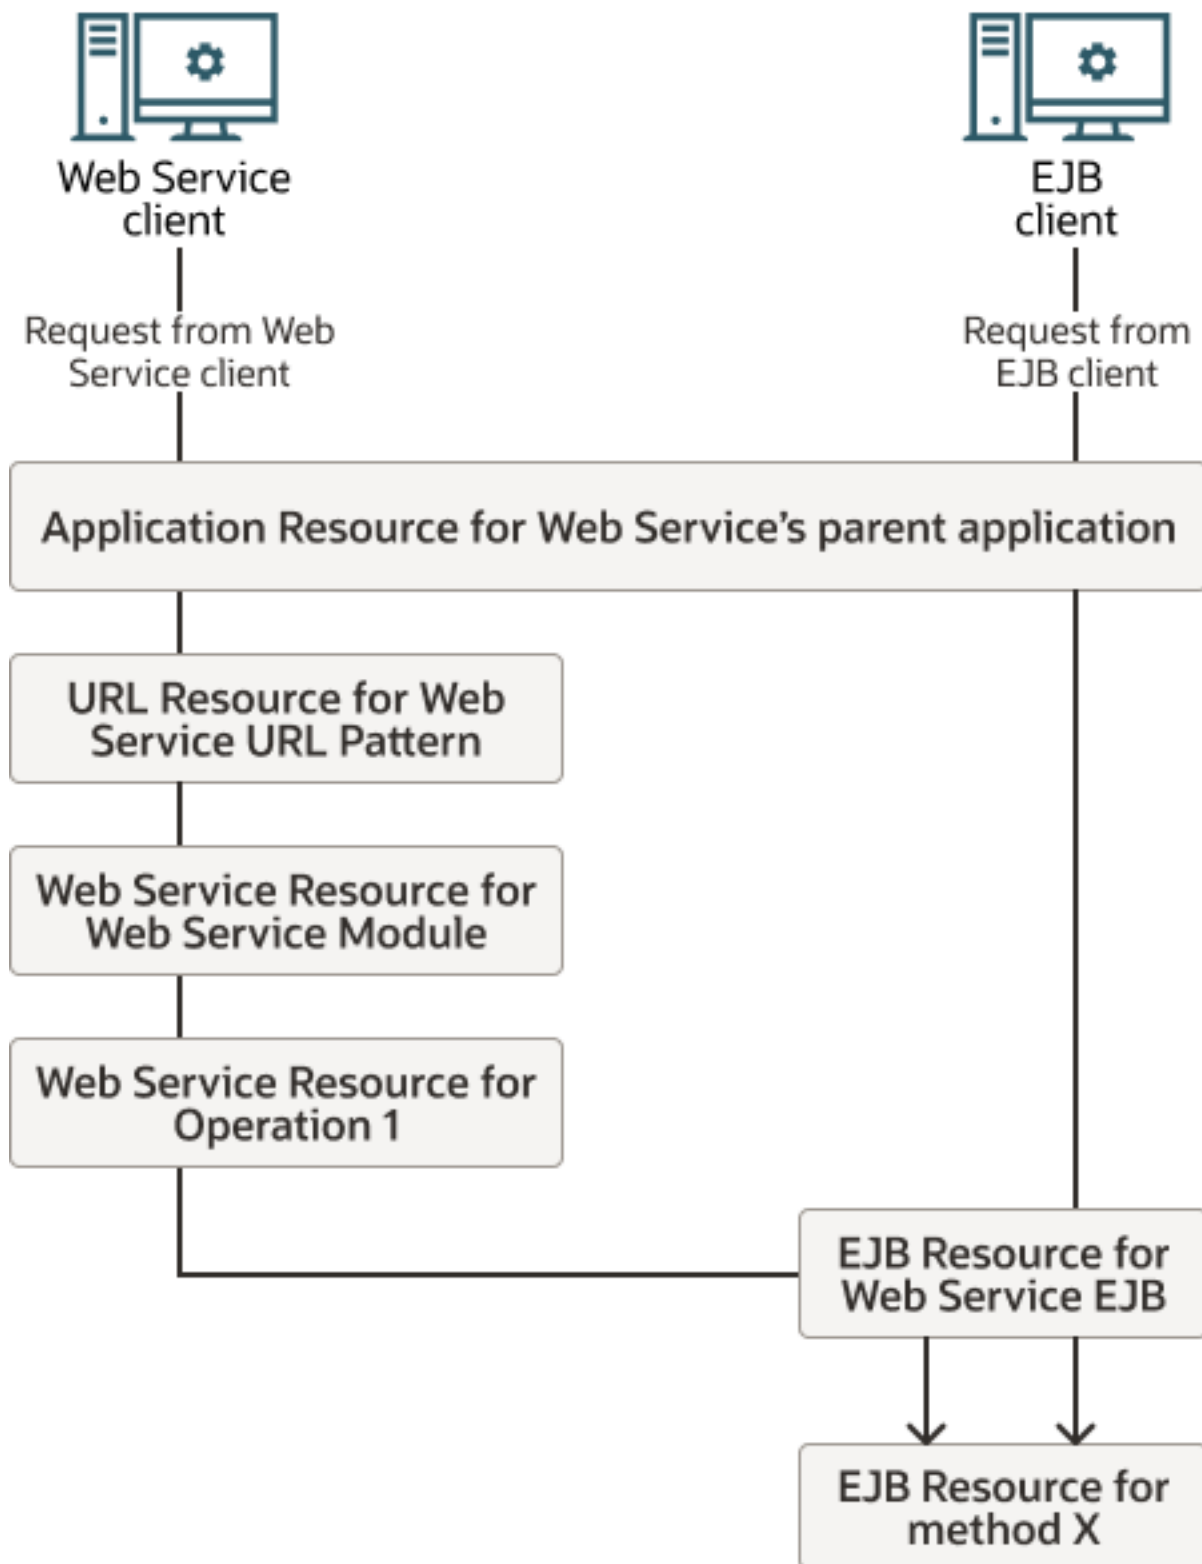 Web Service
client
EJB
client
Request from Web
Service client
Request from
EJB client
Application Resource for Web Service's parent application
URL Resource for Web
Service URL Pattern
Web Service Resource for
Web Service Module
Web Service Resource for
Operation 1
EJB Resource for
Web Service EJB
EJB Resource for
method X